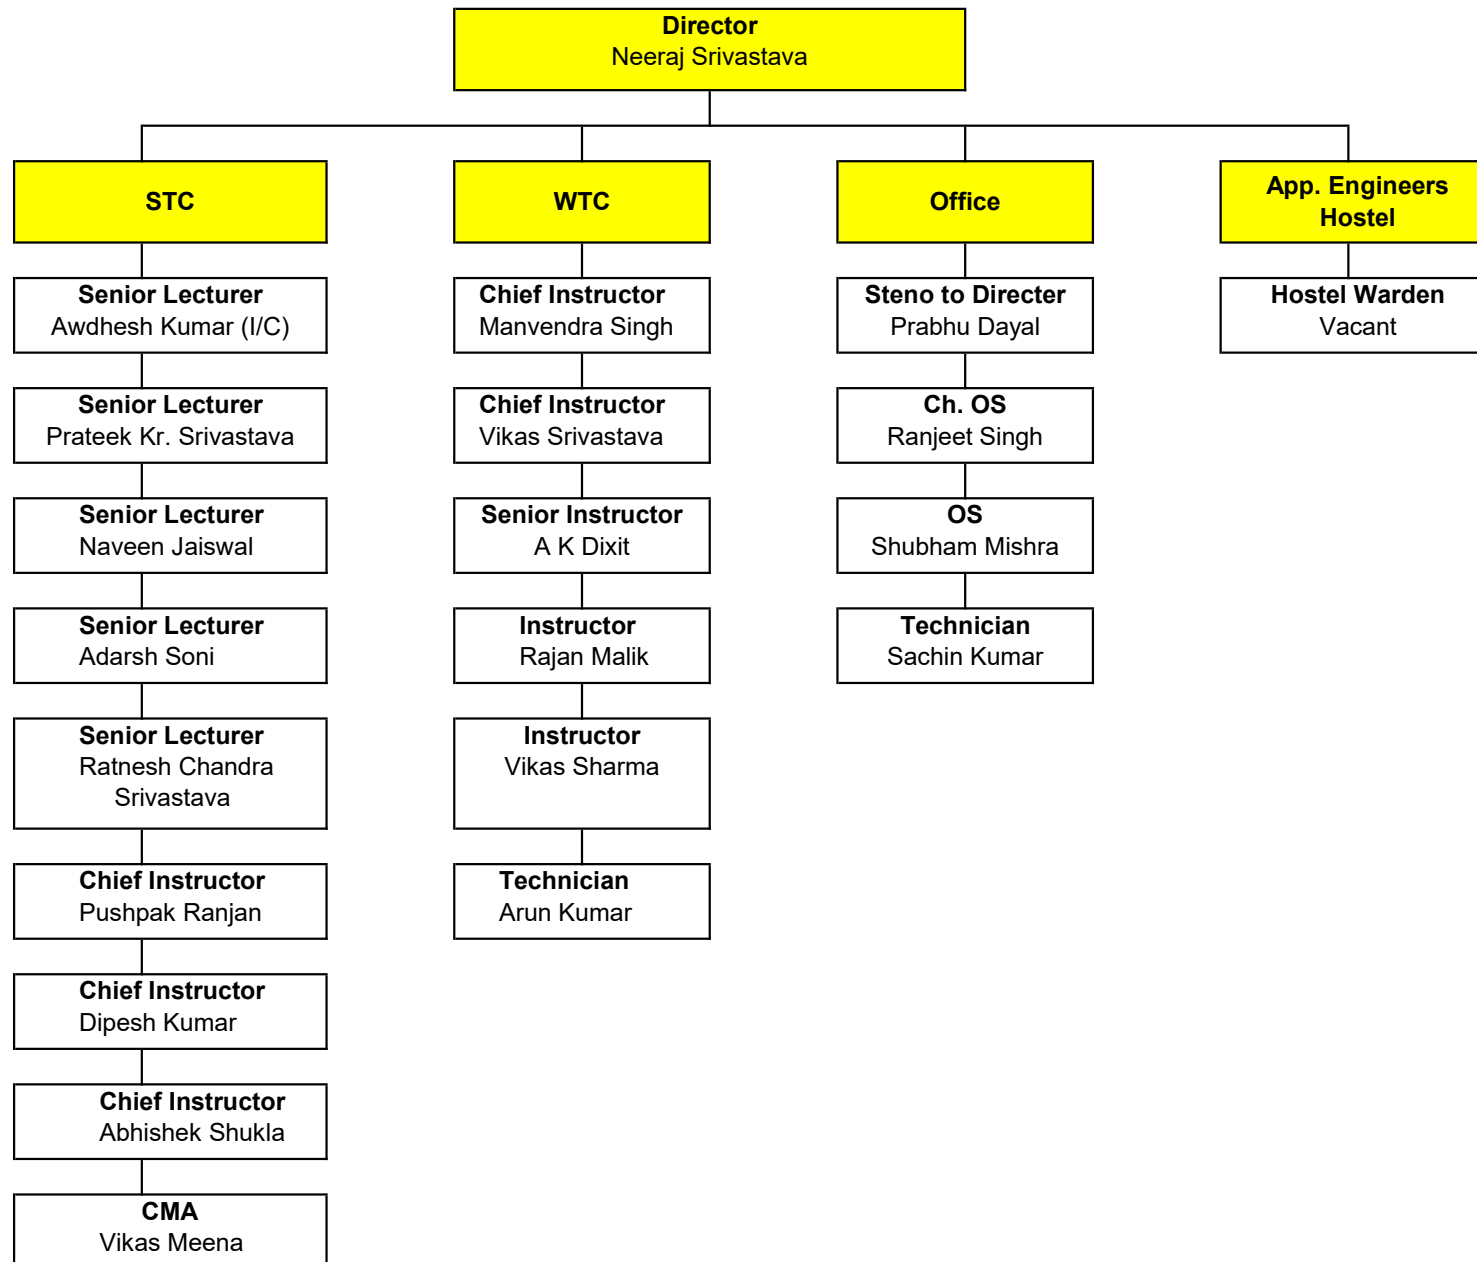 Director
Neeraj Srivastava
STC
WTC
Office
App. Engineers
Hostel
Senior Lecturer
Awdhesh Kumar (I/C)
Senior Lecturer
Prateek Kr. Srivastava
Senior Lecturer
Naveen Jaiswal
Senior Lecturer
Adarsh Soni
Senior Lecturer
Ratnesh Chandra
Srivastava
Chief Instructor
Pushpak Ranjan
Chief Instructor
Dipesh Kumar
Chief Instructor
Abhishek Shukla
CMA
Vikas Meena
Chief Instructor
Manvendra Singh
Chief Instructor
Vikas Srivastava
Senior Instructor
A K Dixit
Instructor
Rajan Malik
Instructor
Vikas Sharma
Technician
Arun Kumar
Steno to Directer
Prabhu Dayal
Ch. OS
Ranjeet Singh
OS
Shubham Mishra
Technician
Sachin Kumar
Hostel Warden
Vacant